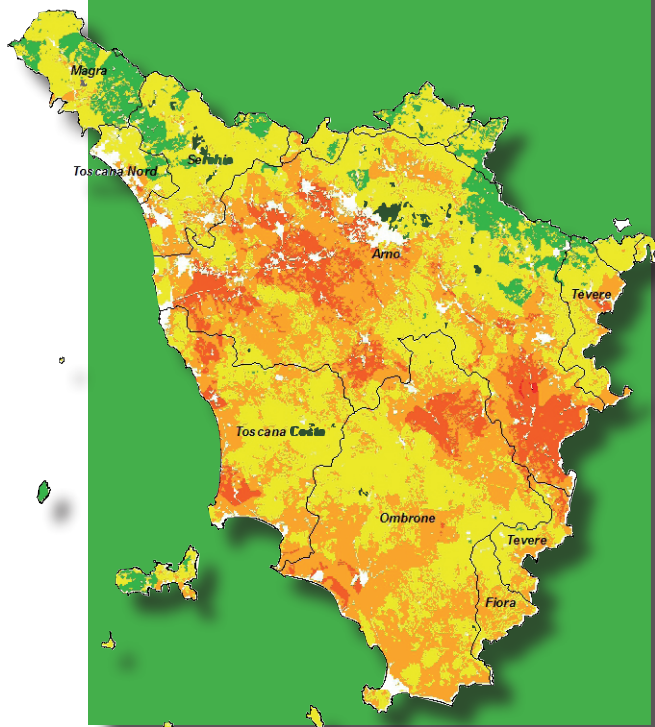 Magra
Serchio
Toscana Nord
Arno
Tevere
Toscana Costa
Ombrone
Tevere
Fiora